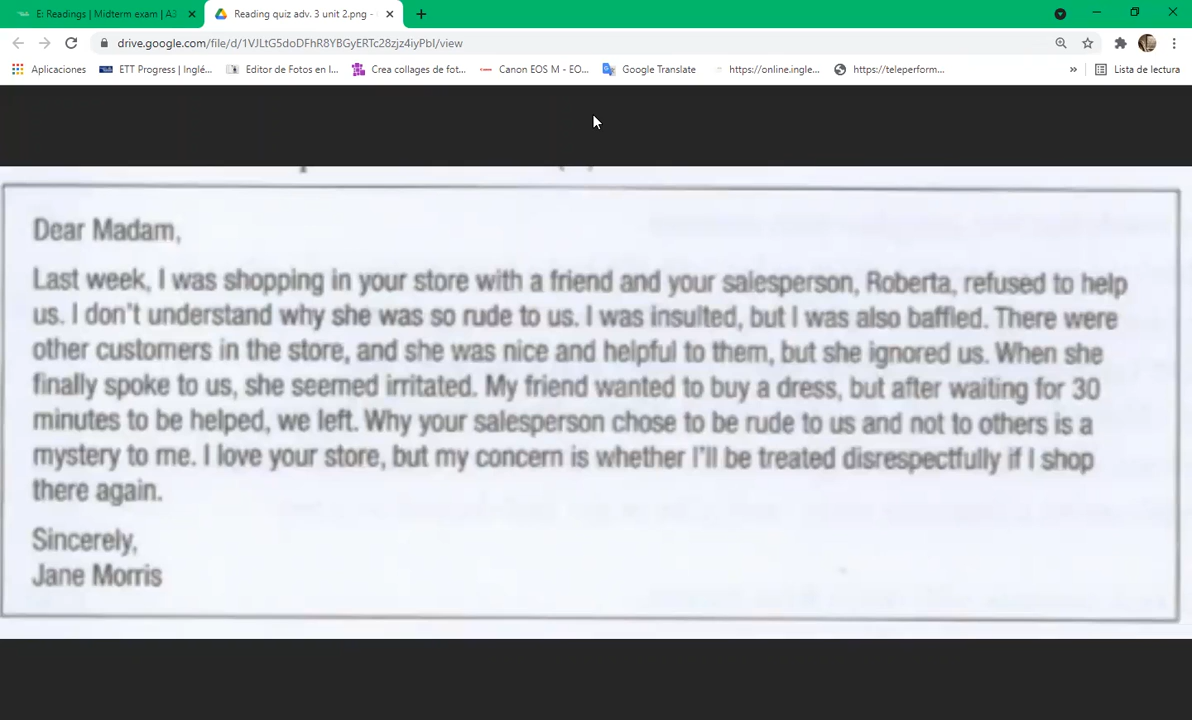 E: Readings | Midterm exam | A3
Reading quiz adv. 3 unit 2.png -
drive.google.com/file/d/1VJLtG5doDFhR8YBGyERTc28zjz4iyPbI/view
Aplicaciones
ETT Progress | Inglé...
Editor de Fotos en l...
Crea collages de fot...
Canon EOS M - EO...
Google Translate
https://online.ingle...
https://teleperform...
»
Lista de lectura
Dear Madam,
Last week, I was shopping in your store with a friend and your salesperson, Roberta, refused to help
us. I don't understand why she was so rude to us. I was insulted, but I was also baffled. There were
other customers in the store, and she was nice and helpful to them, but she ignored us. When she
finally spoke to us, she seemed irritated. My friend wanted to buy a dress, but after waiting for 30
minutes to be helped, we left. Why your salesperson chose to be rude to us and not to others is a
mystery to me. I love your store, but my concern is whether I'll be treated disrespectfully if I shop
there again.
Sincerely,
Jane Morris